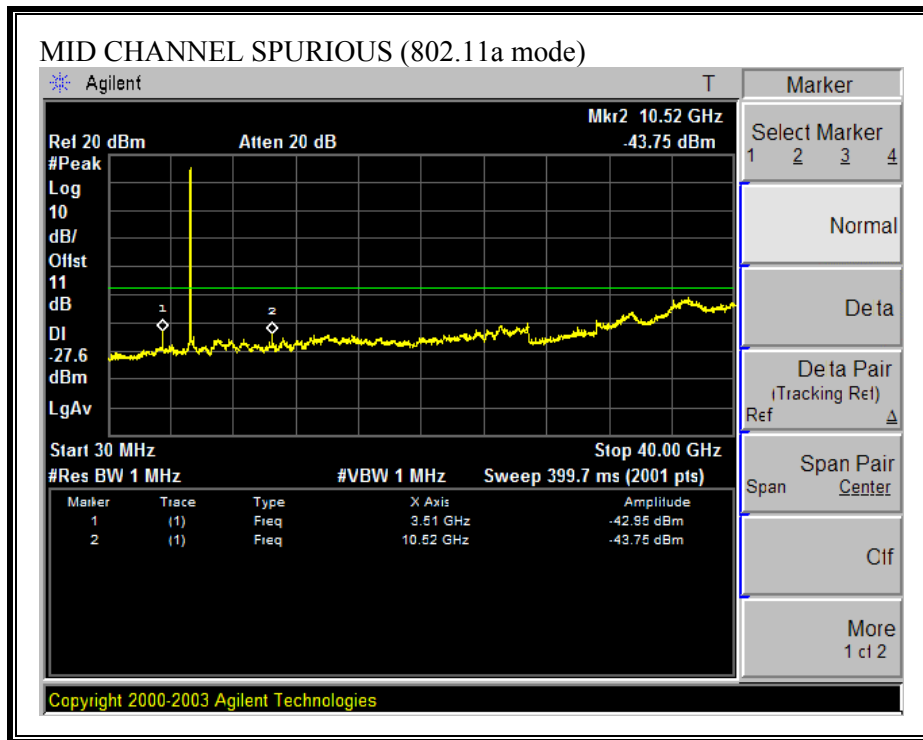 MID CHANNEL SPURIOUS (802.11a mode)
Agilent T
Mkr2 10.52 GHz
Ref 20 dBm Atten 20 dB -43.75 dBm
#Peak
Log
10
dB/
Offst
11
dB
DI
-27.6
dBm
LgAv
1 2
Start 30 MHz Stop 40.00 GHz
#Res BW 1 MHz #VBW 1 MHz Sweep 399.7 ms (2001 pts)
Marker Trace Type X Axis Amplitude
1 (1) Freq 3.51 GHz -42.95 dBm
2 (1) Freq 10.52 GHz -43.75 dBm
Copyright 2000-2003 Agilent Technologies
Marker
Select Marker
1 2 3 4
Normal
Delta
Delta Pair
(Tracking Ref)
Ref Δ
Span Pair
Span Center
Off
More
1 of 2